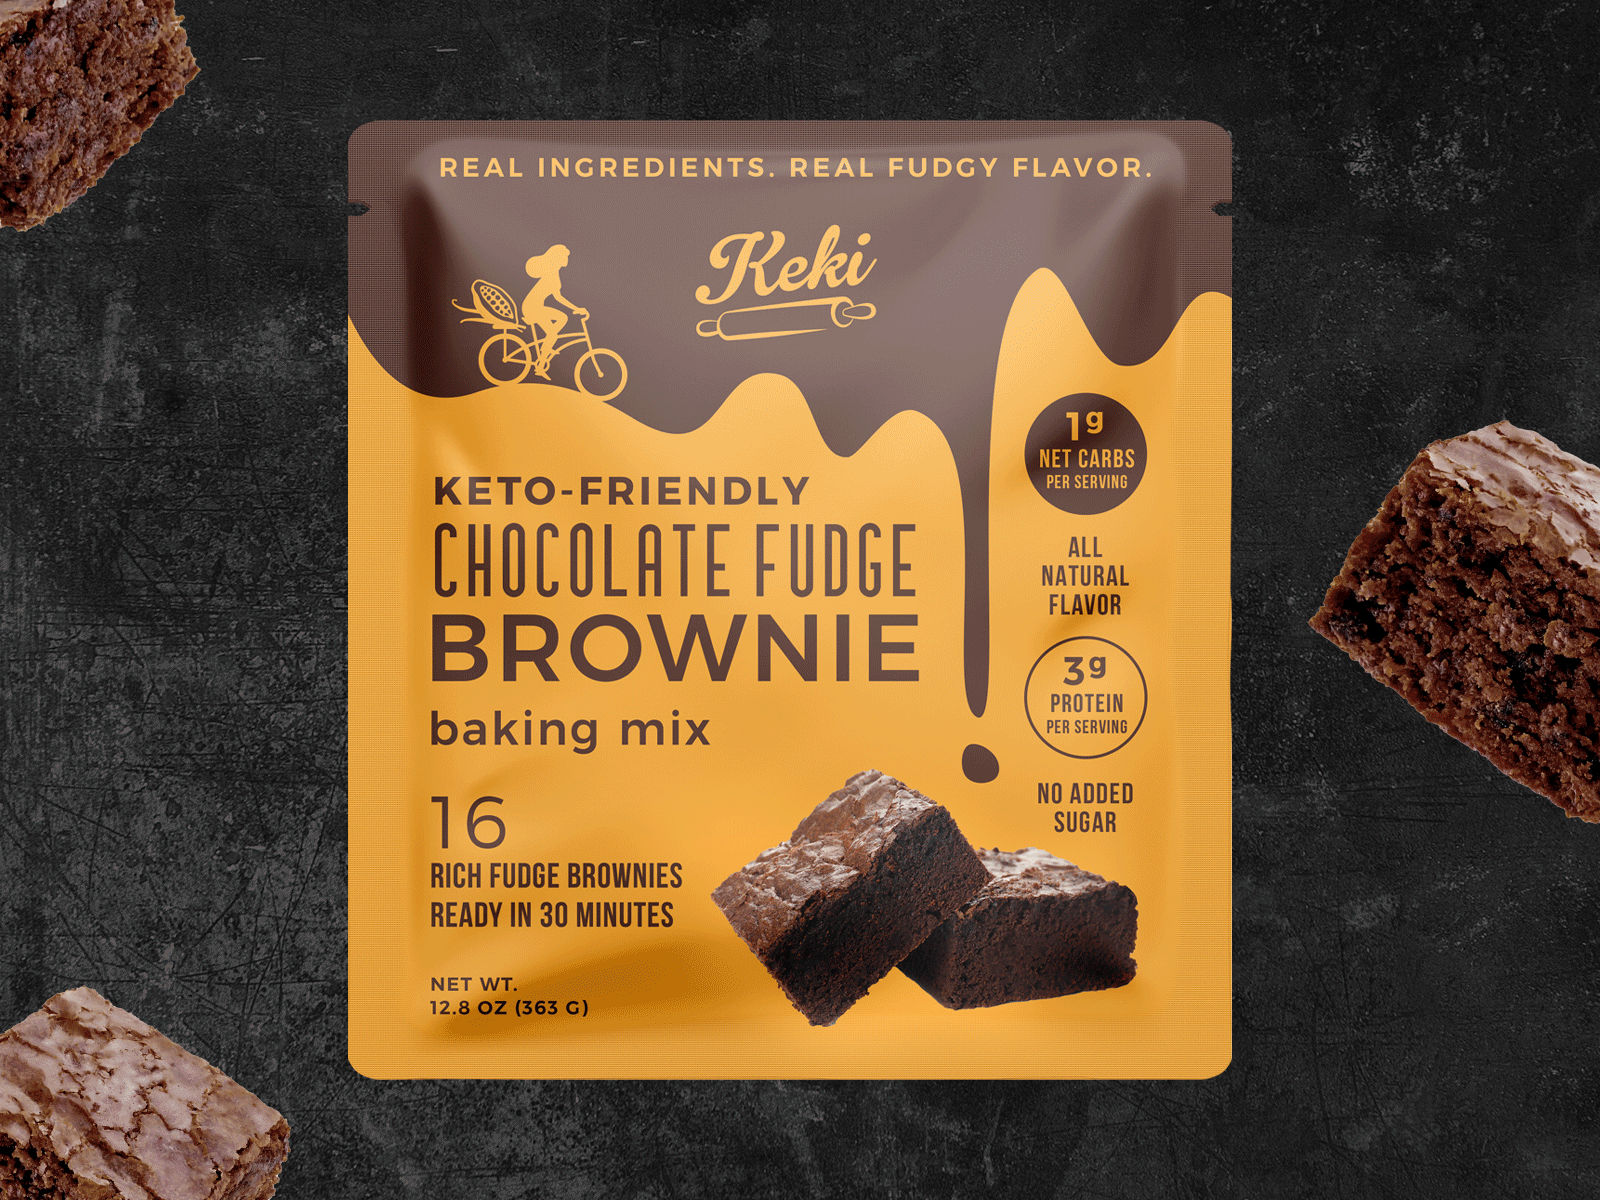 REAL INGREDIENTS. REAL FUDGY FLAVOR.
Keki
KETO-FRIENDLY
CHOCOLATE FUDGE
BROWNIE
baking mix
16
RICH FUDGE BROWNIES
READY IN 30 MINUTES
NET WT.
12.8 OZ (363 G)
1g
NET CARBS
PER SERVING
ALL
NATURAL
FLAVOR
3g
PROTEIN
PER SERVING
NO ADDED
SUGAR